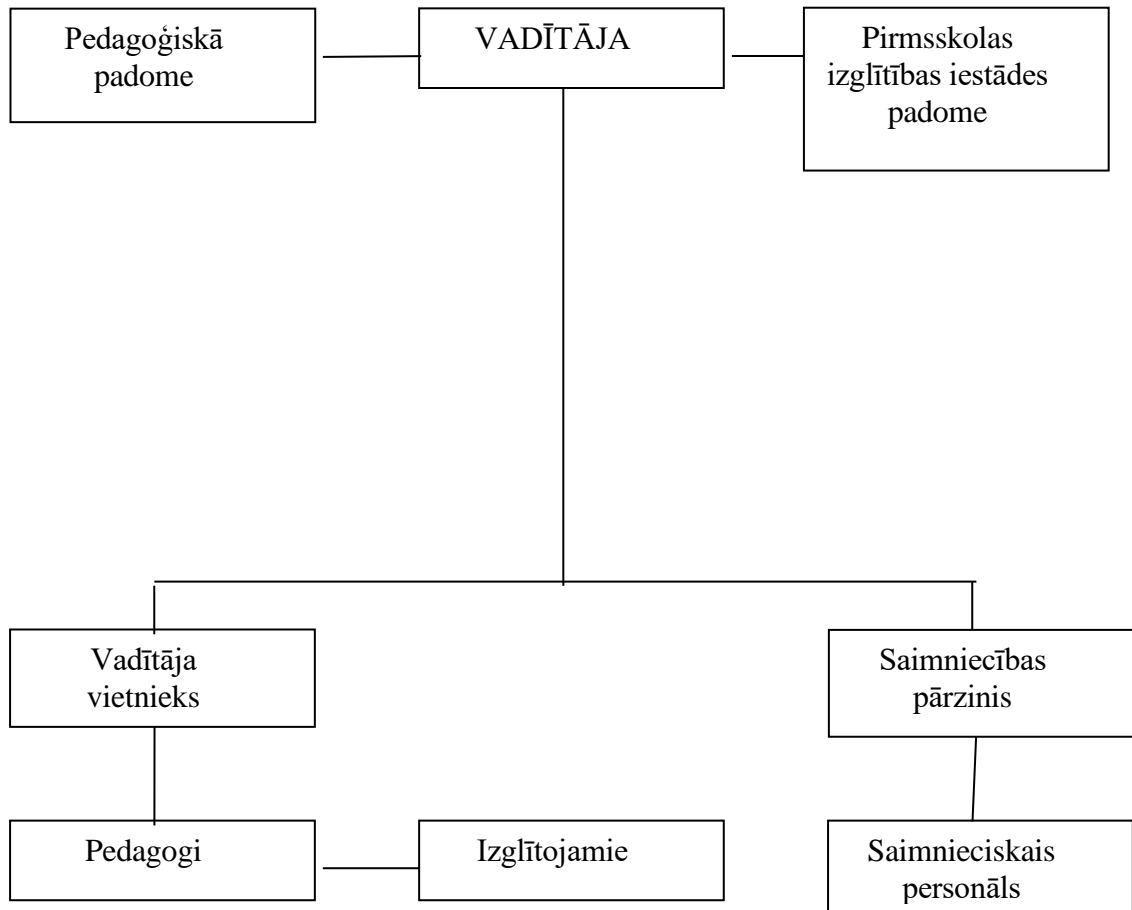 Pedagoģiskā
padome
VADĪTĀJA
Pirmsskolas
izglītības iestādes
padome
Vadītāja
vietnieks
Saimniecības
pārzinis
Pedagogi
Izglītojamie
Saimnieciskais
personāls